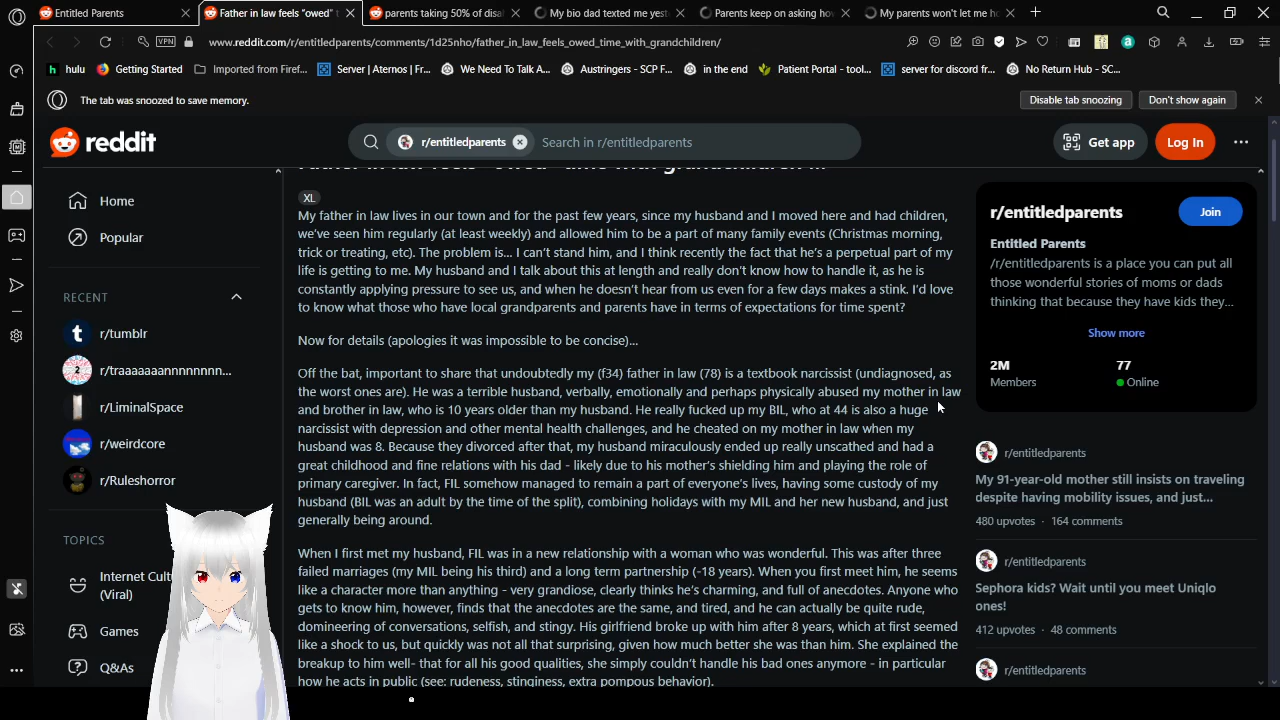 Entitled Parents
Father in law feels "owed" t
parents taking 50% of disa
My bio dad texted me yest
Parents keep on asking hov
My parents won't let me ho
VPN
www.reddit.com/r/entitledparents/comments/1d25nho/father_in_law_feels_owed_time_with_grandchildren/
hulu
Getting Started
Imported from Firef...
Server | Aternos | Fr...
We Need To Talk A...
Austringers - SCP F...
in the end
Patient Portal - tool...
server for discord fr...
No Return Hub - SC...
The tab was snoozed to save memory.
Disable tab snoozing
Don't show again
reddit
r/entitledparents
Search in r/entitledparents
Get app
Log In
Home
Popular
RECENT
r/tumblr
r/traaaaaaannnnnnnn...
r/LiminalSpace
r/weirdcore
r/Ruleshorror
TOPICS
Internet Cult
(Viral)
Games
Q&As
Father in law feels "owed" time with grandchildren ...
XL
My father in law lives in our town and for the past few years, since my husband and I moved here and had children,
we've seen him regularly (at least weekly) and allowed him to be a part of many family events (Christmas morning,
trick or treating, etc). The problem is... I can't stand him, and I think recently the fact that he's a perpetual part of my
life is getting to me. My husband and I talk about this at length and really don't know how to handle it, as he is
constantly applying pressure to see us, and when he doesn't hear from us even for a few days makes a stink. I'd love
to know what those who have local grandparents and parents have in terms of expectations for time spent?
Now for details (apologies it was impossible to be concise)...
Off the bat, important to share that undoubtedly my (f34) father in law (78) is a textbook narcissist (undiagnosed, as
the worst ones are). He was a terrible husband, verbally, emotionally and perhaps physically abused my mother in law
and brother in law, who is 10 years older than my husband. He really fucked up my BIL, who at 44 is also a huge
narcissist with depression and other mental health challenges, and he cheated on my mother in law when my
husband was 8. Because they divorced after that, my husband miraculously ended up really unscathed and had a
great childhood and fine relations with his dad - likely due to his mother's shielding him and playing the role of
primary caregiver. In fact, FIL somehow managed to remain a part of everyone's lives, having some custody of my
husband (BIL was an adult by the time of the split), combining holidays with my MIL and her new husband, and just
generally being around.
When I first met my husband, FIL was in a new relationship with a woman who was wonderful. This was after three
failed marriages (my MIL being his third) and a long term partnership (~18 years). When you first meet him, he seems
like a character more than anything - very grandiose, clearly thinks he's charming, and full of anecdotes. Anyone who
gets to know him, however, finds that the anecdotes are the same, and tired, and he can actually be quite rude,
domineering of conversations, selfish, and stingy. His girlfriend broke up with him after 8 years, which at first seemed
like a shock to us, but quickly was not all that surprising, given how much better she was than him. She explained the
breakup to him well- that for all his good qualities, she simply couldn't handle his bad ones anymore - in particular
how he acts in public (see: rudeness, stinginess, extra pompous behavior).
r/entitledparents
Join
Entitled Parents
/r/entitledparents is a place you can put all
those wonderful stories of moms or dads
thinking that because they have kids they...
Show more
2M
77
Members
Online
r/entitledparents
My 91-year-old mother still insists on traveling
despite having mobility issues, and just...
480 upvotes · 164 comments
r/entitledparents
Sephora kids? Wait until you meet Uniqlo
ones!
412 upvotes · 48 comments
r/entitledparents